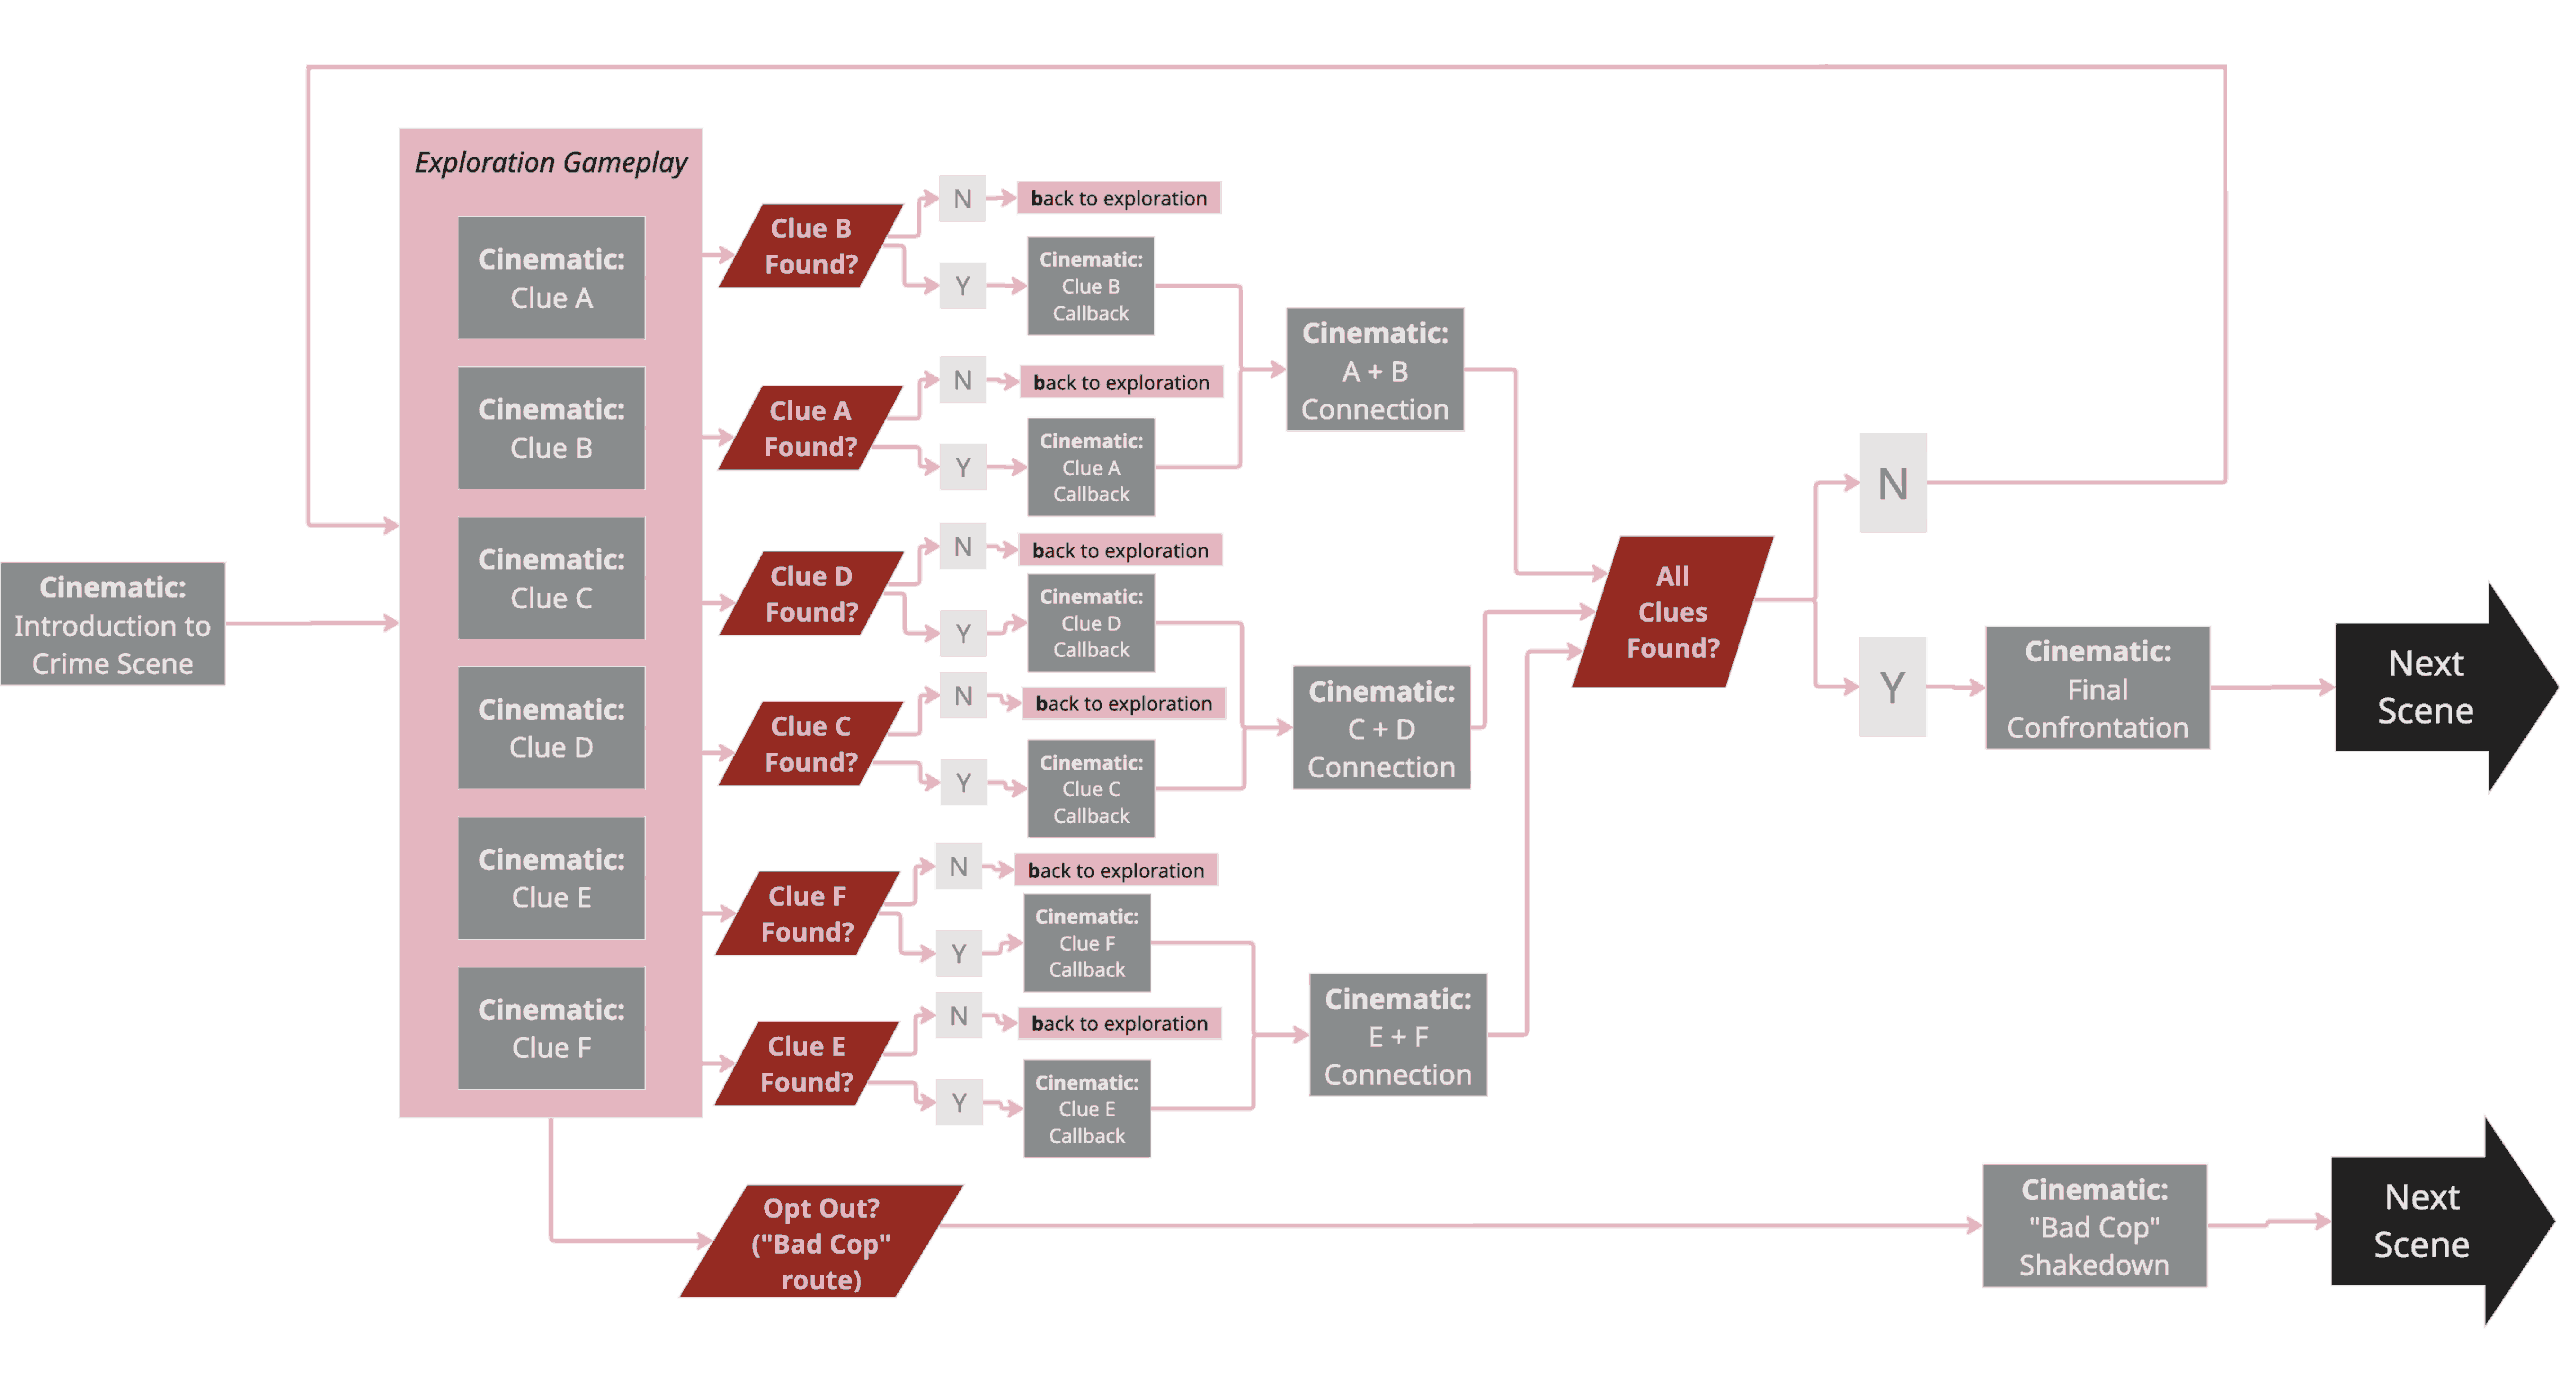 Exploration Gameplay
Cinematic:
Clue A
Cinematic:
Clue B
Cinematic:
Clue C
Cinematic:
Clue D
Cinematic:
Clue E
Cinematic:
Clue F
Cinematic:
Introduction to
Crime Scene
Clue B
Found?
N
back to exploration
Y
Cinematic:
Clue B
Callback
Clue A
Found?
N
back to exploration
Y
Cinematic:
Clue A
Callback
Cinematic:
A + B
Connection
Clue D
Found?
N
back to exploration
Y
Cinematic:
Clue D
Callback
Clue C
Found?
N
back to exploration
Y
Cinematic:
Clue C
Callback
Cinematic:
C + D
Connection
Clue F
Found?
N
back to exploration
Y
Cinematic:
Clue F
Callback
Clue E
Found?
N
back to exploration
Y
Cinematic:
Clue E
Callback
Cinematic:
E + F
Connection
All
Clues
Found?
N
Y
Cinematic:
Final
Confrontation
Next
Scene
Opt Out?
("Bad Cop"
route)
Cinematic:
"Bad Cop"
Shakedown
Next
Scene